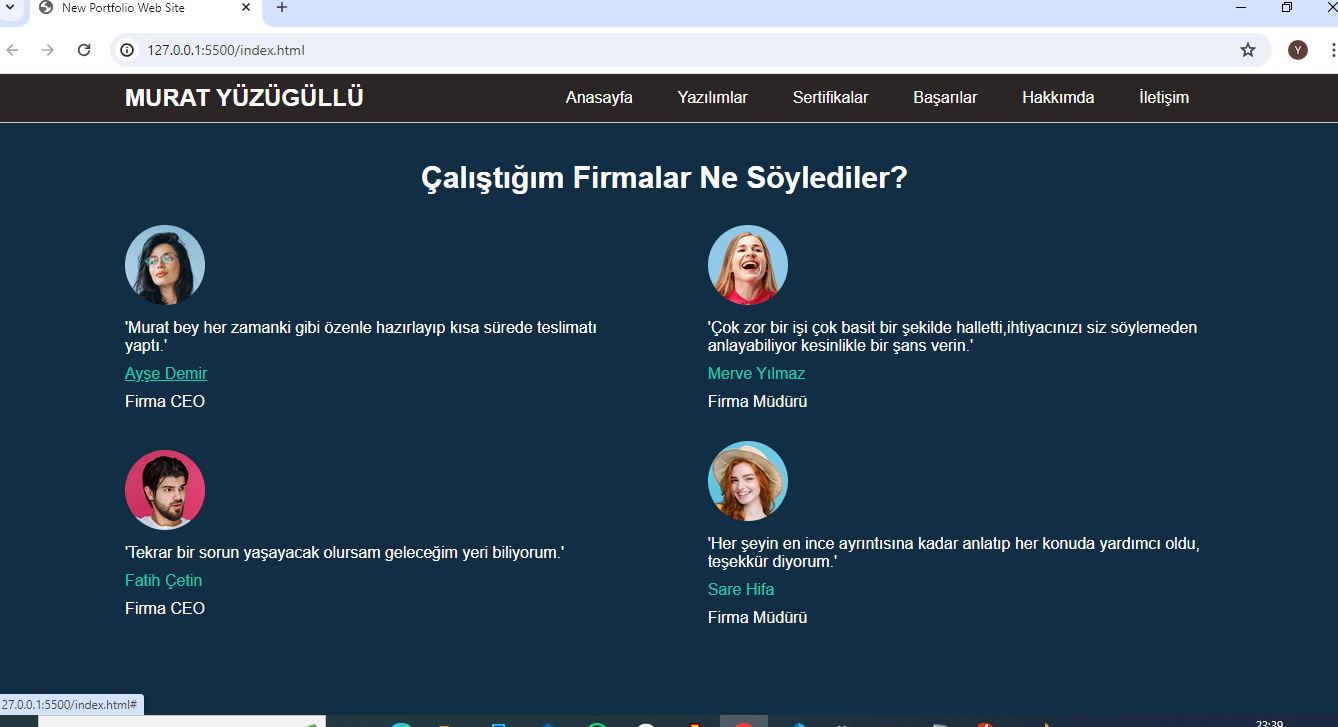 New Portfolio Web Site
127.0.0.1:5500/index.html
Y
MURAT YÜZÜGÜLLÜ
Anasayfa Yazılımlar Sertifikalar Başarılar Hakkımda İletişim
Çalıştığım Firmalar Ne Söylediler?
'Murat bey her zamanki gibi özenle hazırlayıp kısa sürede teslimatı
yaptı.'
Ayşe Demir
Firma CEO
'Çok zor bir işi çok basit bir şekilde halletti,ihtiyacınızı siz söylemeden
anlayabiliyor kesinlikle bir şans verin.'
Merve Yılmaz
Firma Müdürü
'Tekrar bir sorun yaşayacak olursam geleceğim yeri biliyorum.'
Fatih Çetin
Firma CEO
'Her şeyin en ince ayrıntısına kadar anlatıp her konuda yardımcı oldu,
teşekkür diyorum.'
Sare Hifa
Firma Müdürü
27.0.0.1:5500/index.html#
23:39